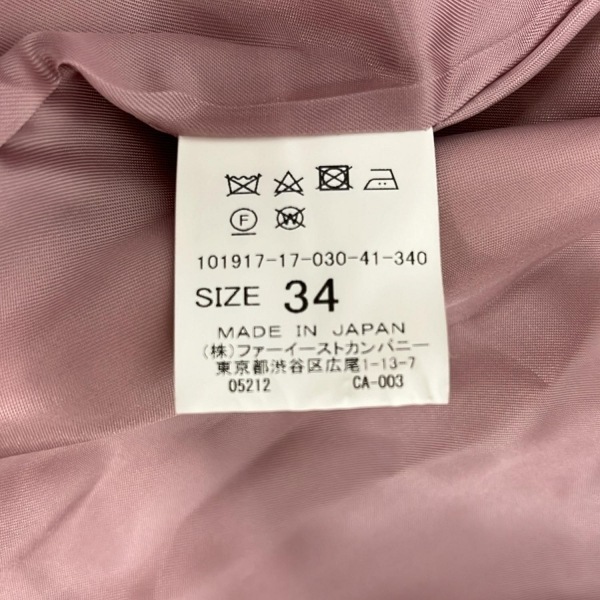 F W
101917-17-030-41-340
SIZE 34
MADE IN JAPAN
(株)ファーイーストカンパニー
東京都渋谷区広尾1-13-7
05212 CA-003